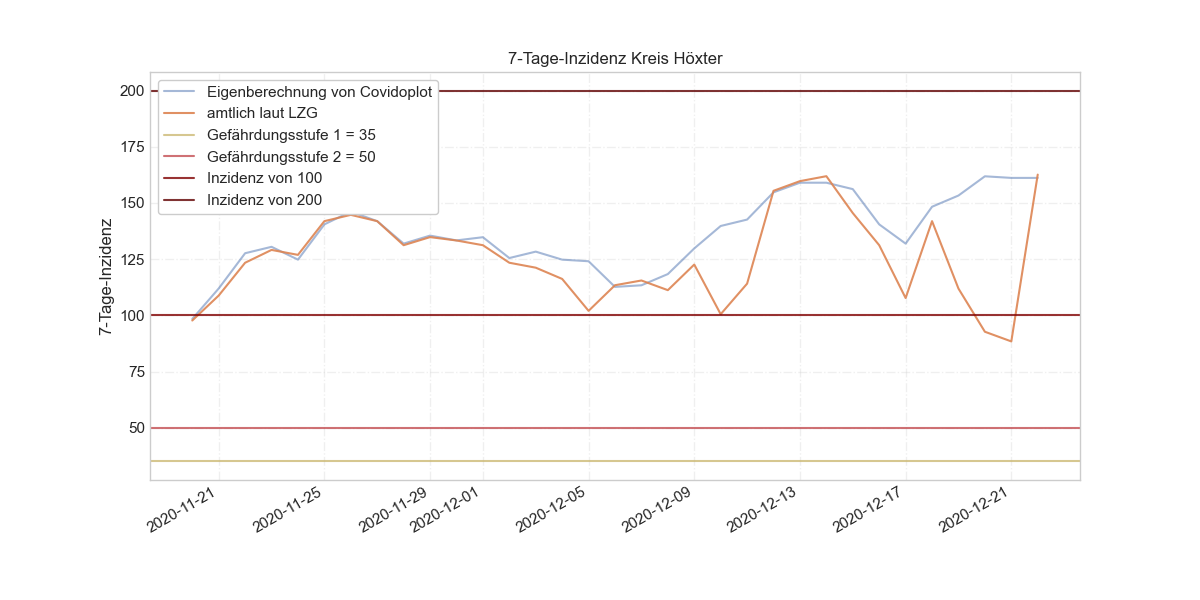 7-Tage-Inzidenz Kreis Höxter
Eigenberechnung von Covidoplot
amtlich laut LZG
Gefährdungsstufe 1 = 35
Gefährdungsstufe 2 = 50
Inzidenz von 100
Inzidenz von 200
7-Tage-Inzidenz
200
175
150
125
100
75
50
2020-11-21
2020-11-25
2020-11-29
2020-12-01
2020-12-05
2020-12-09
2020-12-13
2020-12-17
2020-12-21